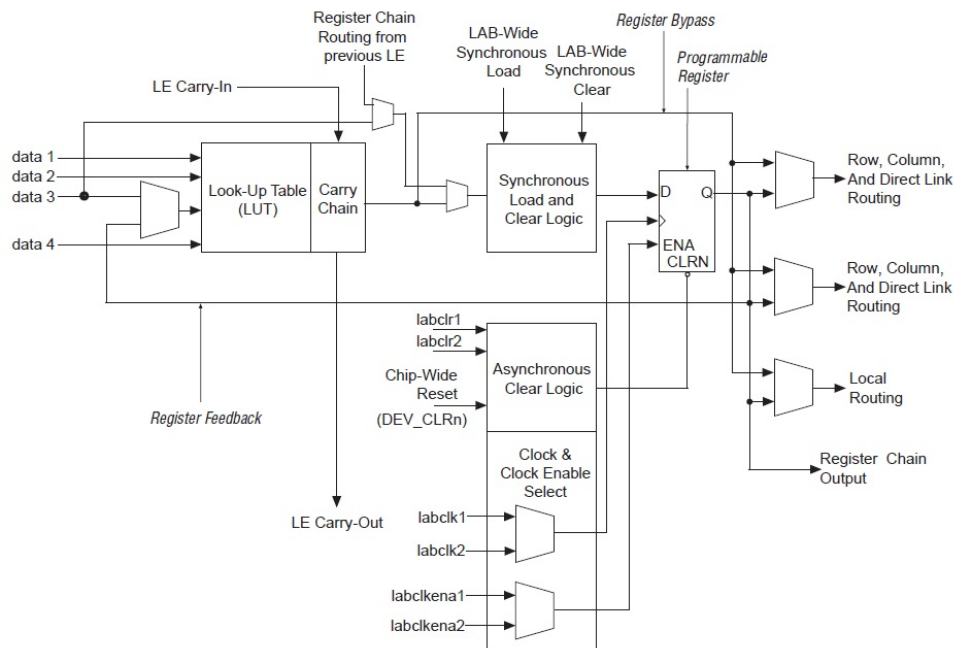 Register Chain
Routing from
previous LE
LAB-Wide
Synchronous
Load
LAB-Wide
Synchronous
Clear
Register Bypass
Programmable
Register
LE Carry-In
data 1
data 2
data 3
data 4
Look-Up Table
(LUT)
Carry
Chain
Synchronous
Load and
Clear Logic
D
Q
ENA
CLRN
Row, Column,
And Direct Link
Routing
Row, Column,
And Direct Link
Routing
Local
Routing
Register Chain
Output
labclr1
labclr2
Chip-Wide
Reset
(DEV_CLRn)
Asynchronous
Clear Logic
Register Feedback
Clock &
Clock Enable
Select
LE Carry-Out
labclk1
labclk2
labclkena1
labclkena2